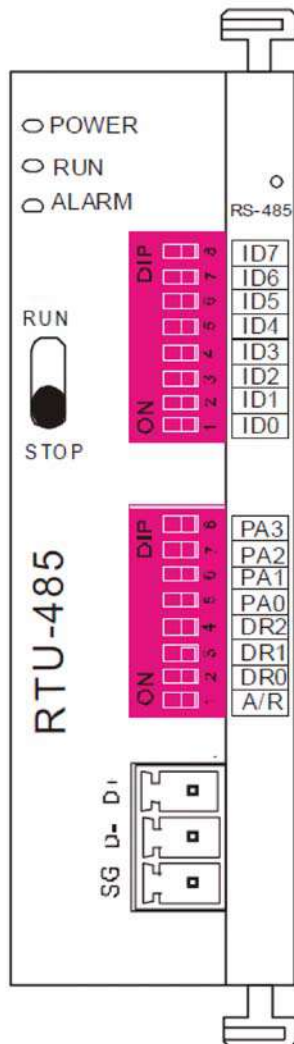 POWER
RUN
ALARM
RS-485
RUN
STOP
DIP
ON
8
7
6
5
4
3
2
1
ID7
ID6
ID5
ID4
ID3
ID2
ID1
ID0
RTU-485
DIP
ON
8
7
6
5
4
3
2
1
PA3
PA2
PA1
PA0
DR2
DR1
DR0
A/R
D+
D-
SG